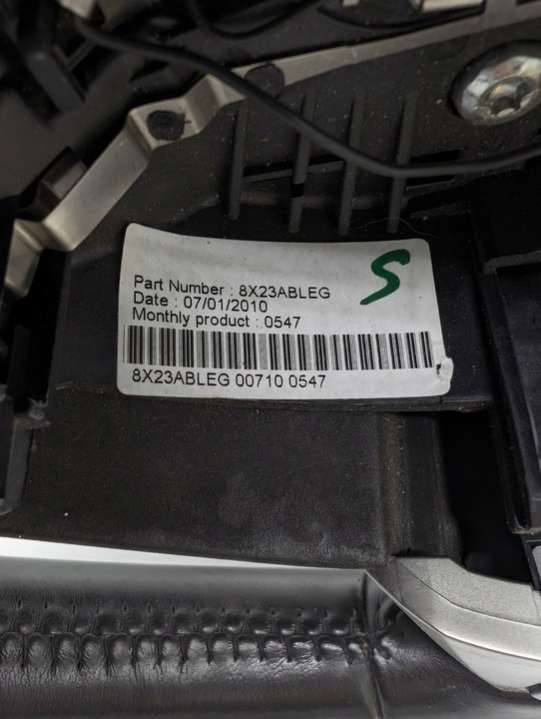 S
Part Number : 8X23ABLEG
Date : 07/01/2010
Monthly product : 0547
8X23ABLEG 00710 0547